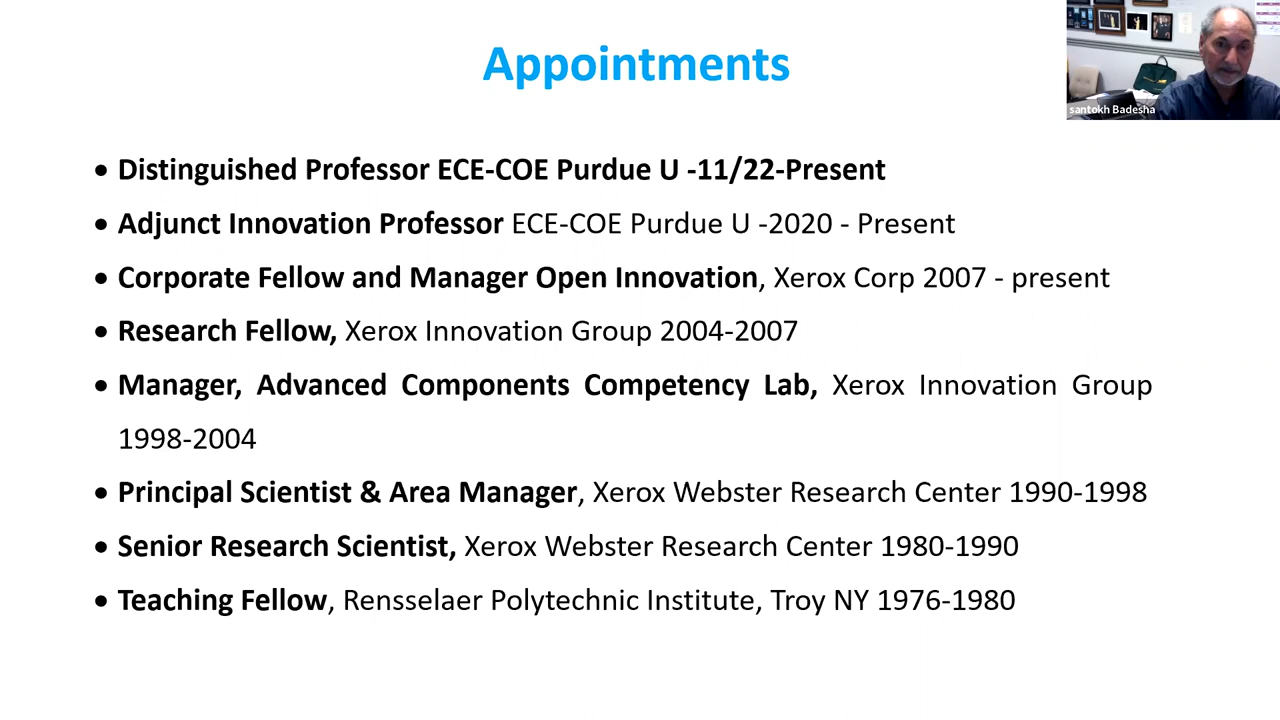 Appointments
santokh Badesha
• Distinguished Professor ECE-COE Purdue U -11/22-Present
• Adjunct Innovation Professor ECE-COE Purdue U -2020 - Present
• Corporate Fellow and Manager Open Innovation, Xerox Corp 2007 - present
• Research Fellow, Xerox Innovation Group 2004-2007
• Manager, Advanced Components Competency Lab, Xerox Innovation Group
1998-2004
• Principal Scientist & Area Manager, Xerox Webster Research Center 1990-1998
• Senior Research Scientist, Xerox Webster Research Center 1980-1990
• Teaching Fellow, Rensselaer Polytechnic Institute, Troy NY 1976-1980